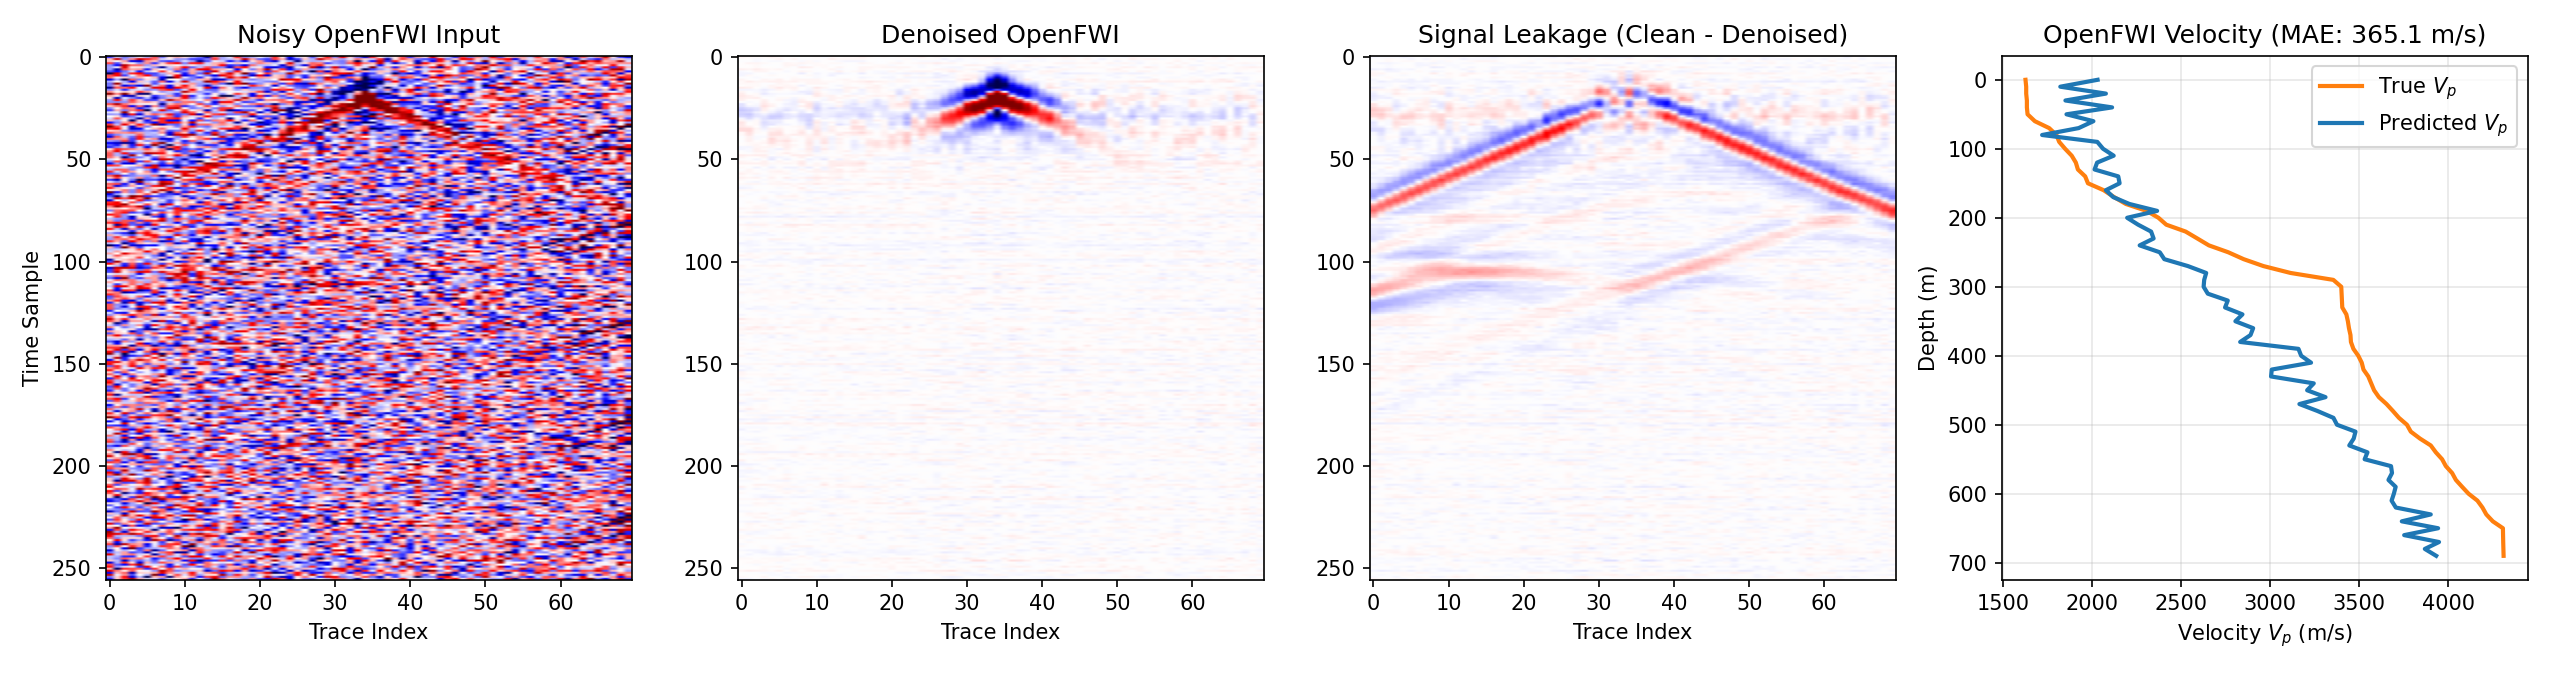 Noisy OpenFWI Input
0
50
100
150
200
250
Time Sample
0 10 20 30 40 50 60
Trace Index
Denoised OpenFWI
0
50
100
150
200
250
0 10 20 30 40 50 60
Trace Index
Signal Leakage (Clean - Denoised)
0
50
100
150
200
250
0 10 20 30 40 50 60
Trace Index
OpenFWI Velocity (MAE: 365.1 m/s)
True Vp
Predicted Vp
0
100
200
300
400
500
600
700
Depth (m)
1500 2000 2500 3000 3500 4000
Velocity Vp (m/s)